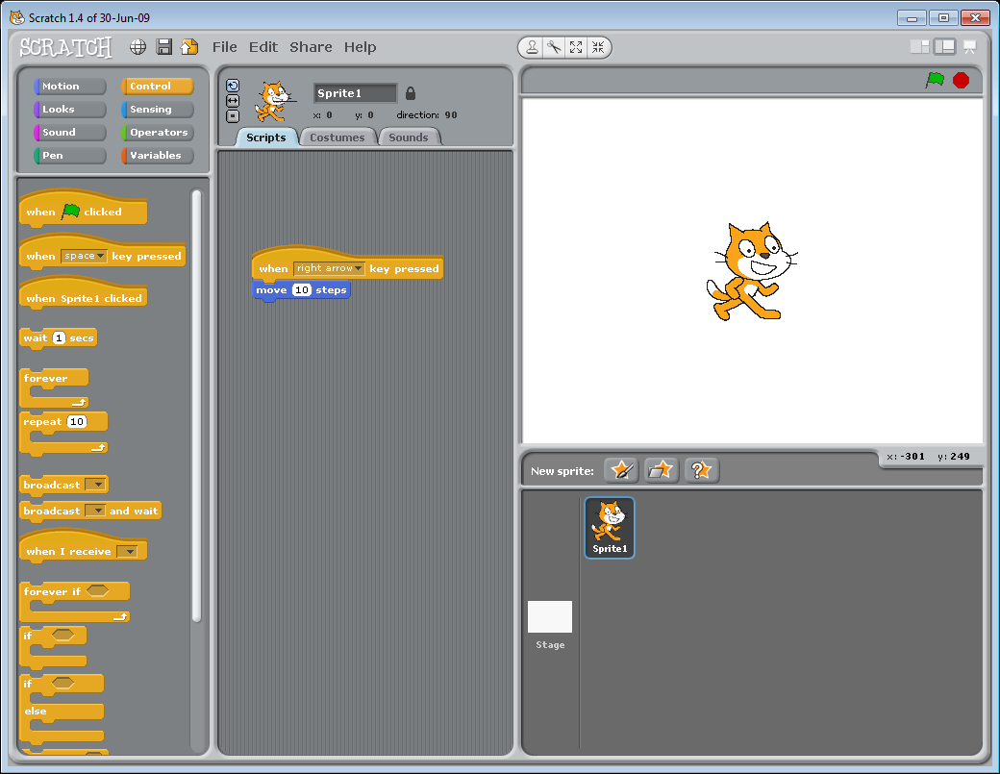 Scratch 1.4 of 30-Jun-09
SCRATCH File Edit Share Help
Motion Control
Looks Sensing
Sound Operators
Pen Variables
when clicked
when space key pressed
when Sprite1 clicked
wait 1 secs
forever
repeat 10
broadcast
broadcast and wait
when I receive
forever if
if
if
else
Sprite1
x: 0 y: 0 direction: 90
Scripts Costumes Sounds
when right arrow key pressed
move 10 steps
x: -301 y: 249
New sprite:
Sprite1
Stage